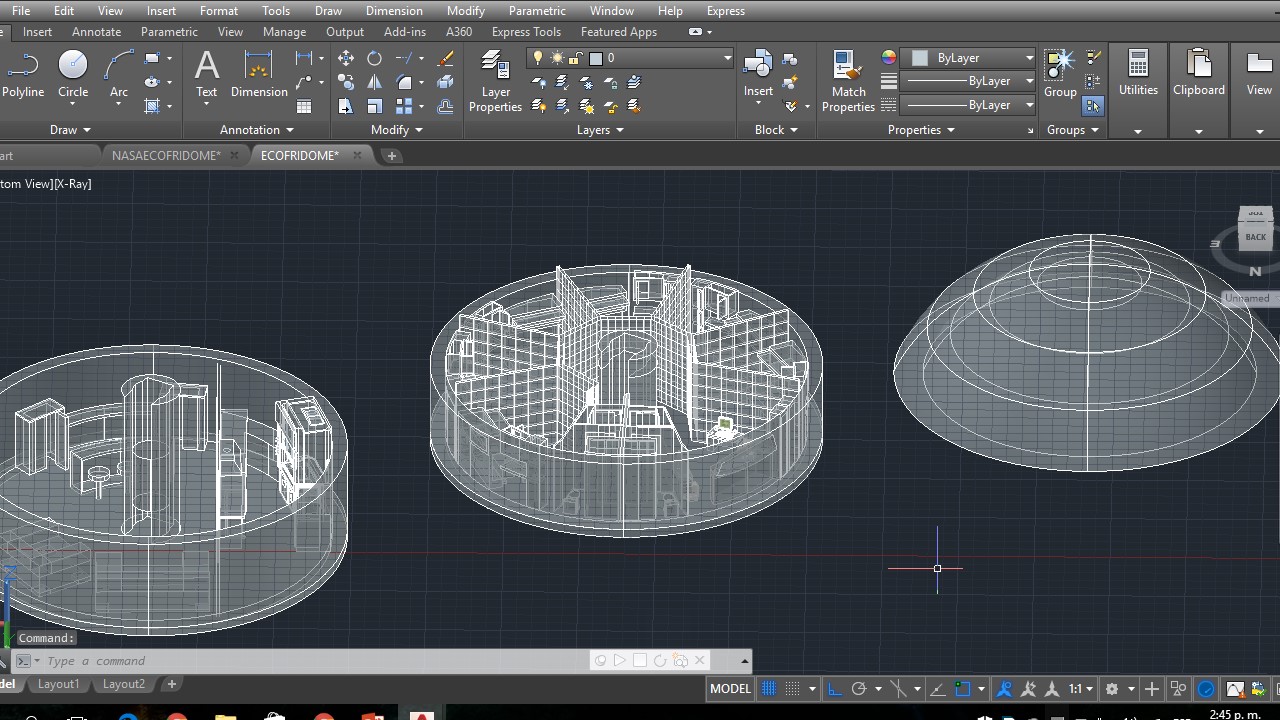 File Edit View Insert Format Tools Draw Dimension Modify Parametric Window Help Express
Insert Annotate Parametric View Manage Output Add-ins A360 Express Tools Featured Apps
0 ByLayer
ByLayer
ByLayer
Polyline Circle Arc Text Dimension Layer Properties Insert Match Properties Group Utilities Clipboard View
Draw Annotation Modify Layers Block Properties Groups
art NASAECOFRIDOME* ECOFRIDOME*
tom View][X-Ray]
BACK
N
Unnamed
Command:
Type a command
del Layout1 Layout2
MODEL 1:1
2:45 p. m.